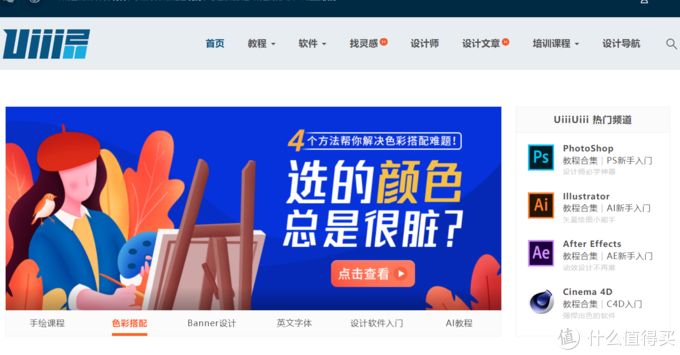 Uiii
首页 教程 软件 找灵感 设计师 设计文章 培训课程 设计导航
4个方法帮你解决色彩搭配难题!
选的颜色
总是很脏?
点击查看
手绘课程 色彩搭配 Banner设计 英文字体 设计软件入门 AI教程
UiiiUiii 热门频道
Ps
PhotoShop
教程合集 | PS新手入门
设计师必学神器
Ai
Illustrator
教程合集 | AI新手入门
矢量绘图小能手
Ae
After Effects
教程合集 | AE新手入门
动效设计不再难
Cinema 4D
教程合集 | C4D入门
值 什么值得买